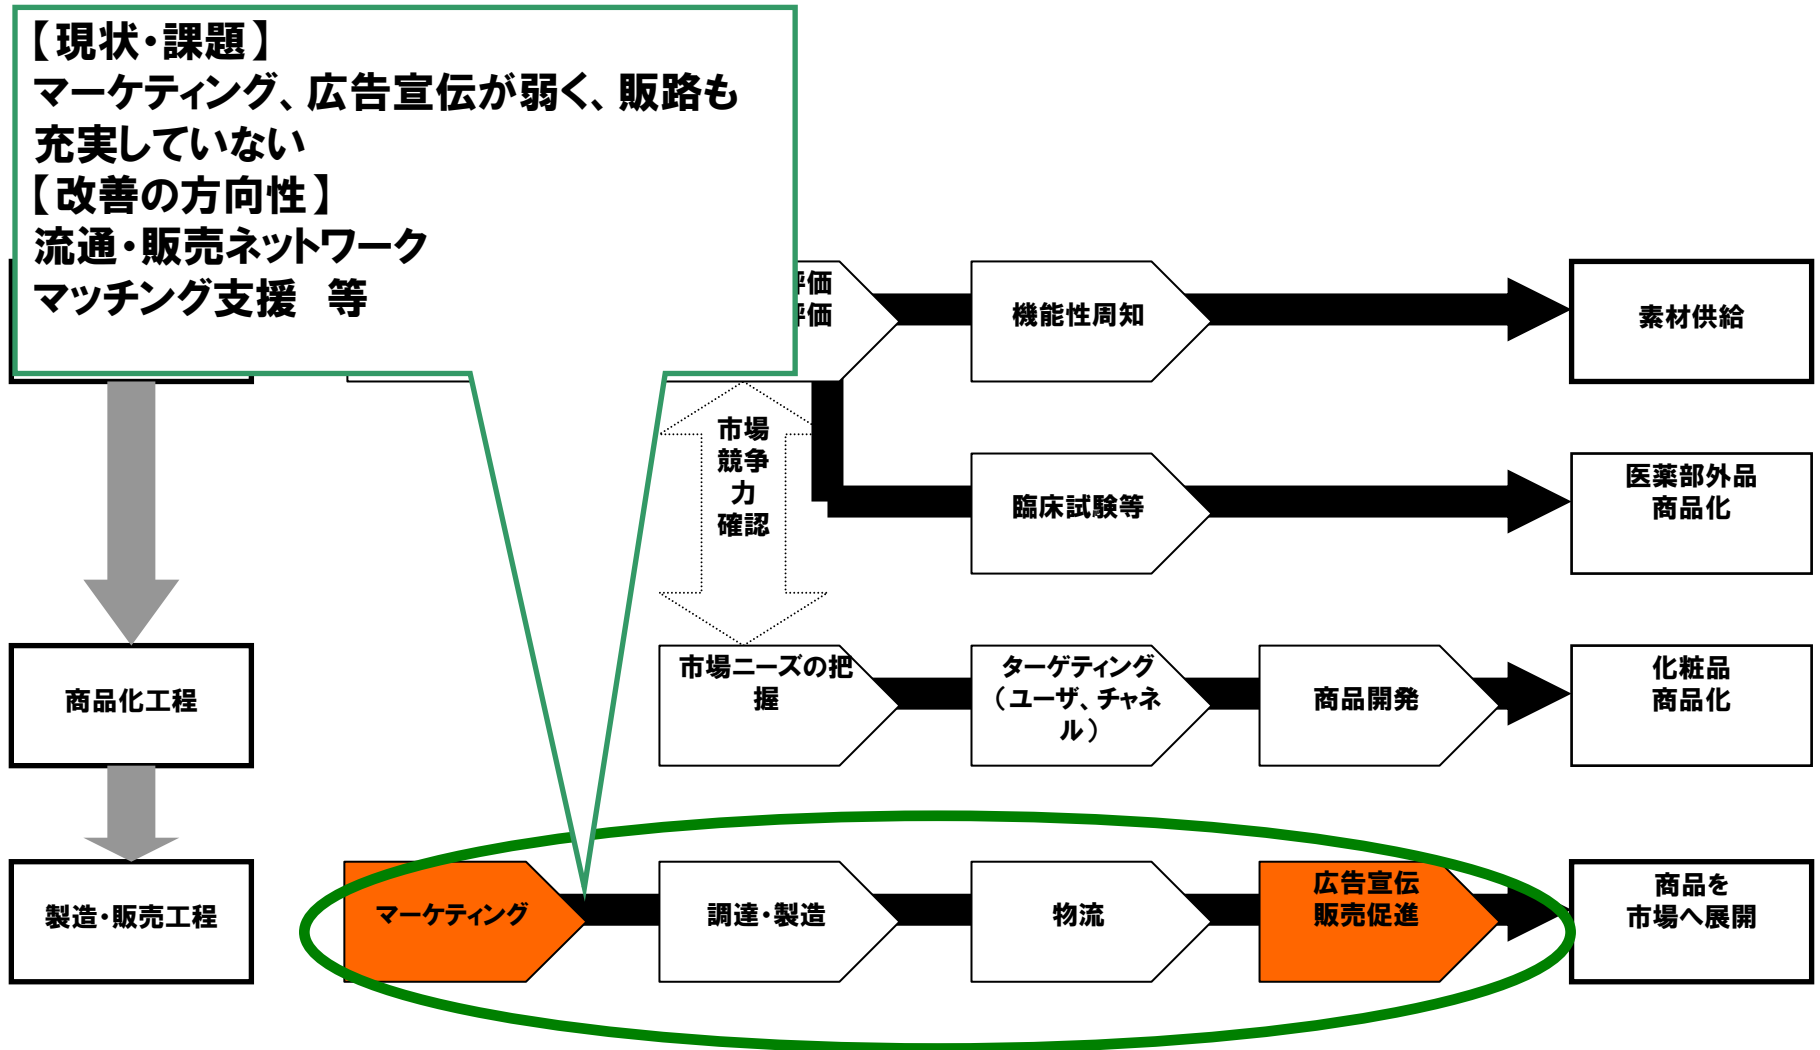 【現状・課題】
マーケティング、広告宣伝が弱く、販路も
充実していない
【改善の方向性】
流通・販売ネットワーク
マッチング支援　等
価
価
機能性周知
素材供給
市場
競争
力
確認
臨床試験等
医薬部外品
商品化
商品化工程
市場ニーズの把
握
ターゲティング
（ユーザ、チャネ
ル）
商品開発
化粧品
商品化
製造・販売工程
マーケティング
調達・製造
物流
広告宣伝
販売促進
商品を
市場へ展開